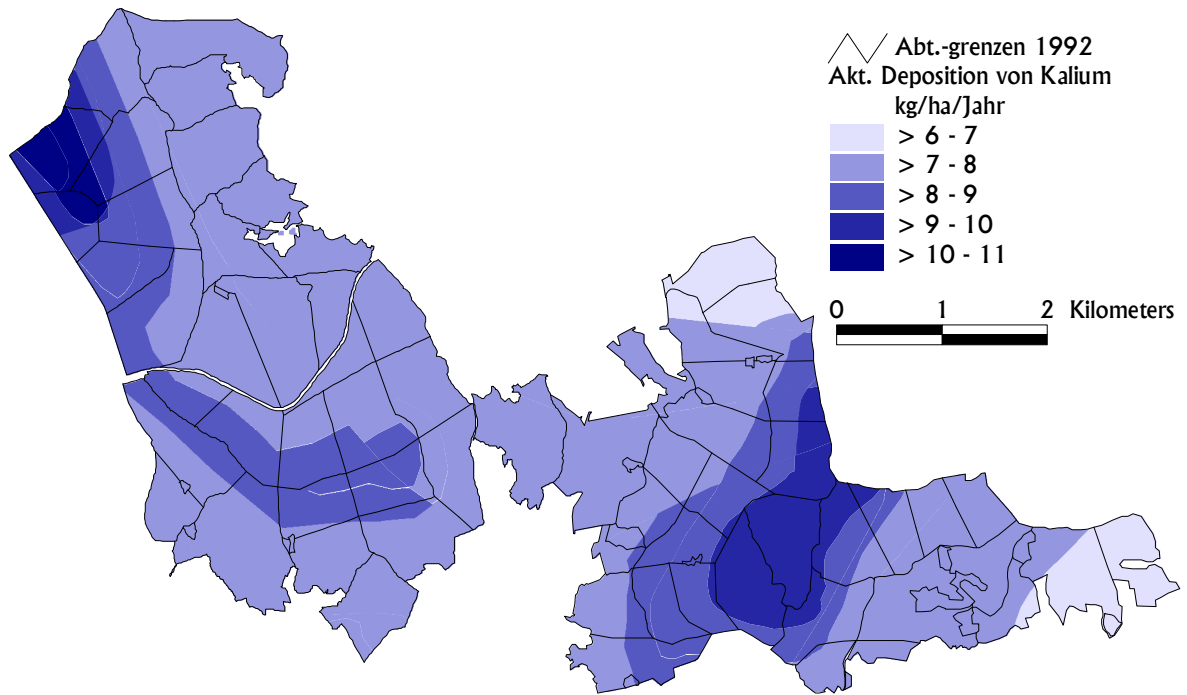 Abt.-grenzen 1992
Akt. Deposition von Kalium
kg/ha/Jahr
> 6 - 7
> 7 - 8
> 8 - 9
> 9 - 10
> 10 - 11
0 1 2 Kilometers